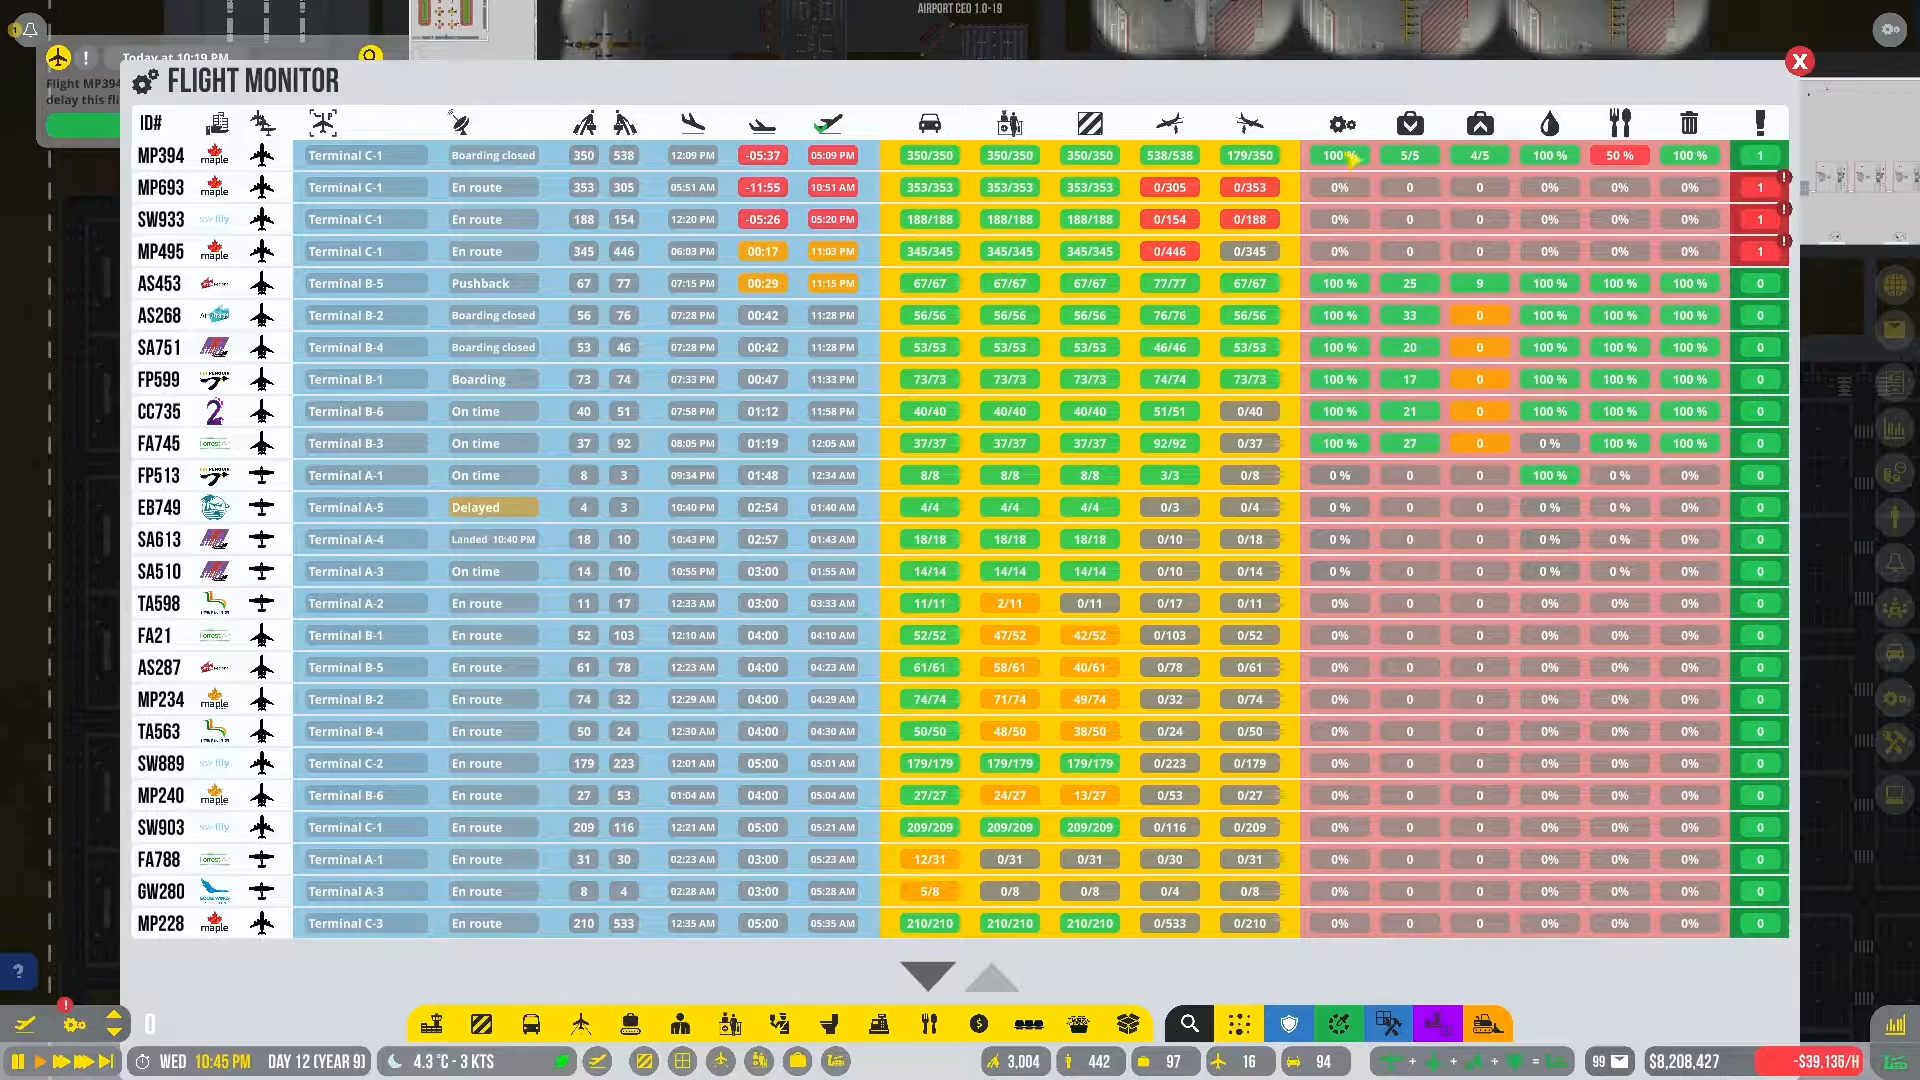 AIRPORT CEO 1.0-19
1
! Today at 10:19 PM
Flight MP394
delay this fli
FLIGHT MONITOR
X
ID#
MP394 maple Terminal C-1 Boarding closed 350 538 12:09 PM -05:37 05:09 PM 350/350 350/350 350/350 538/538 179/350 100 % 5/5 4/5 100 % 50 % 100 % 1
MP693 maple Terminal C-1 En route 353 305 05:51 AM -11:55 10:51 AM 353/353 353/353 353/353 0/305 0/353 0% 0 0 0% 0% 0% 1 !
SW933 swiftly Terminal C-1 En route 188 154 12:20 PM -05:26 05:20 PM 188/188 188/188 188/188 0/154 0/188 0% 0 0 0% 0% 0% 1 !
MP495 maple Terminal C-1 En route 345 446 06:03 PM 00:17 11:03 PM 345/345 345/345 345/345 0/446 0/345 0% 0 0 0% 0% 0% 1 !
AS453 Terminal B-5 Pushback 67 77 07:15 PM 00:29 11:15 PM 67/67 67/67 67/67 77/77 67/67 100 % 25 9 100 % 100 % 100 % 0
AS268 Terminal B-2 Boarding closed 56 76 07:28 PM 00:42 11:28 PM 56/56 56/56 56/56 76/76 56/56 100 % 33 0 100 % 100 % 100 % 0
SA751 Terminal B-4 Boarding closed 53 46 07:28 PM 00:42 11:28 PM 53/53 53/53 53/53 46/46 53/53 100 % 20 0 100 % 100 % 100 % 0
FP599 Terminal B-1 Boarding 73 74 07:33 PM 00:47 11:33 PM 73/73 73/73 73/73 74/74 73/73 100 % 17 0 100 % 100 % 100 % 0
CC735 2 Terminal B-6 On time 40 51 07:58 PM 01:12 11:58 PM 40/40 40/40 40/40 51/51 0/40 100 % 21 0 100 % 100 % 100 % 0
FA745 Terminal B-3 On time 37 92 08:05 PM 01:19 12:05 AM 37/37 37/37 37/37 92/92 0/37 100 % 27 0 0 % 100 % 100 % 0
FP513 Terminal A-1 On time 8 3 09:34 PM 01:48 12:34 AM 8/8 8/8 8/8 3/3 0/8 0 % 0 0 100 % 0 % 0% 0
EB749 Terminal A-5 Delayed 4 3 10:40 PM 02:54 01:40 AM 4/4 4/4 4/4 0/3 0/4 0 % 0 0 0 % 0 % 0% 0
SA613 Terminal A-4 Landed 10:40 PM 18 10 10:43 PM 02:57 01:43 AM 18/18 18/18 18/18 0/10 0/18 0 % 0 0 0 % 0 % 0% 0
SA510 Terminal A-3 On time 14 10 10:55 PM 03:00 01:55 AM 14/14 14/14 14/14 0/10 0/14 0 % 0 0 0 % 0 % 0% 0
TA598 Terminal A-2 En route 11 17 12:33 AM 03:00 03:33 AM 11/11 2/11 0/11 0/17 0/11 0% 0 0 0% 0% 0% 0
FA21 Terminal B-1 En route 52 103 12:10 AM 04:00 04:10 AM 52/52 47/52 42/52 0/103 0/52 0% 0 0 0% 0% 0% 0
AS287 Terminal B-5 En route 61 78 12:23 AM 04:00 04:23 AM 61/61 58/61 40/61 0/78 0/61 0% 0 0 0% 0% 0% 0
MP234 maple Terminal B-2 En route 74 32 12:29 AM 04:00 04:29 AM 74/74 71/74 49/74 0/32 0/74 0% 0 0 0% 0% 0% 0
TA563 Terminal B-4 En route 50 24 12:30 AM 04:00 04:30 AM 50/50 48/50 38/50 0/24 0/50 0% 0 0 0% 0% 0% 0
SW889 swiftly Terminal C-2 En route 179 223 12:01 AM 05:00 05:01 AM 179/179 179/179 179/179 0/223 0/179 0% 0 0 0% 0% 0% 0
MP240 maple Terminal B-6 En route 27 53 01:04 AM 04:00 05:04 AM 27/27 24/27 13/27 0/53 0/27 0% 0 0 0% 0% 0% 0
SW903 swiftly Terminal C-1 En route 209 116 12:21 AM 05:00 05:21 AM 209/209 209/209 209/209 0/116 0/209 0% 0 0 0% 0% 0% 0
FA788 Terminal A-1 En route 31 30 02:23 AM 03:00 05:23 AM 12/31 0/31 0/31 0/30 0/31 0% 0 0 0% 0% 0% 0
GW280 Terminal A-3 En route 8 4 02:28 AM 03:00 05:28 AM 5/8 0/8 0/8 0/4 0/8 0% 0 0 0% 0% 0% 0
MP228 maple Terminal C-3 En route 210 533 12:35 AM 05:00 05:35 AM 210/210 210/210 210/210 0/533 0/210 0% 0 0 0% 0% 0% 0
?
! 0
WED 10:45 PM DAY 12 (YEAR 9) 4.3 °C - 3 KTS 3,004 442 97 16 94 + + + = 99 $8,208,427 -$39,136/H